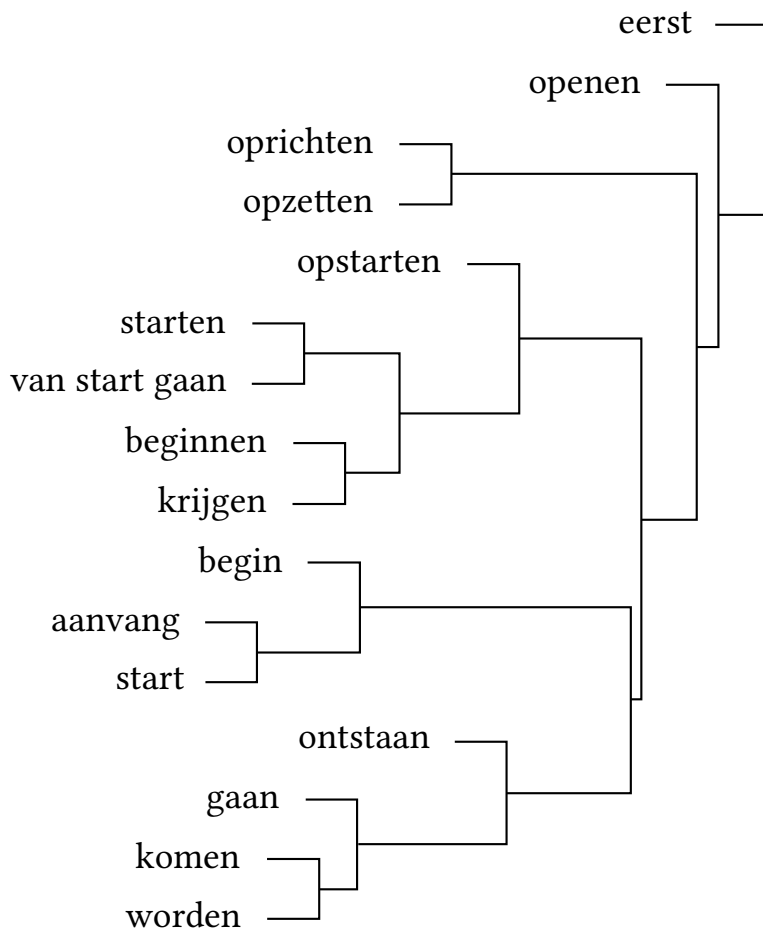 eerst
openen
oprichten
opzetten
opstarten
starten
van start gaan
beginnen
krijgen
begin
aanvang
start
ontstaan
gaan
komen
worden